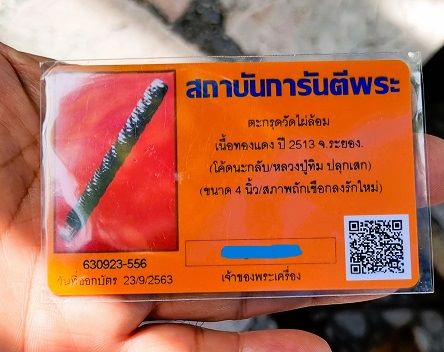 สถาบันการันตีพระ
ตะกรุดวัดไผ่ล้อม
เนื้อทองแดง ปี 2513 จ.ระยอง.
(โค้ดนะกลับ/หลวงปู่ทิม ปลุกเสก)
(ขนาด 4 นิ้ว/สภาพถักเชือกลงรักใหม่)
630923-556
วันที่ออกบัตร 23/9/2563
เจ้าของพระเครื่อง